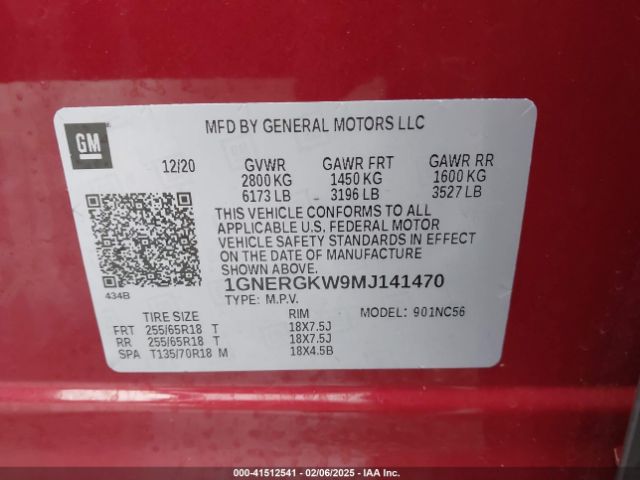 GM
MFD BY GENERAL MOTORS LLC
12/20 GVWR GAWR FRT GAWR RR
2800 KG 1450 KG 1600 KG
6173 LB 3196 LB 3527 LB
THIS VEHICLE CONFORMS TO ALL
APPLICABLE U.S. FEDERAL MOTOR
VEHICLE SAFETY STANDARDS IN EFFECT
ON THE DATE OF MANUFACTURE
SHOWN ABOVE.
434B
1GNERGKW9MJ141470
TYPE: M.P.V. MODEL: 901NC56
TIRE SIZE RIM
FRT 255/65R18 T 18X7.5J
RR 255/65R18 T 18X7.5J
SPA T135/70R18 M 18X4.5B
000-41512541 - 02/06/2025 - IAA Inc.